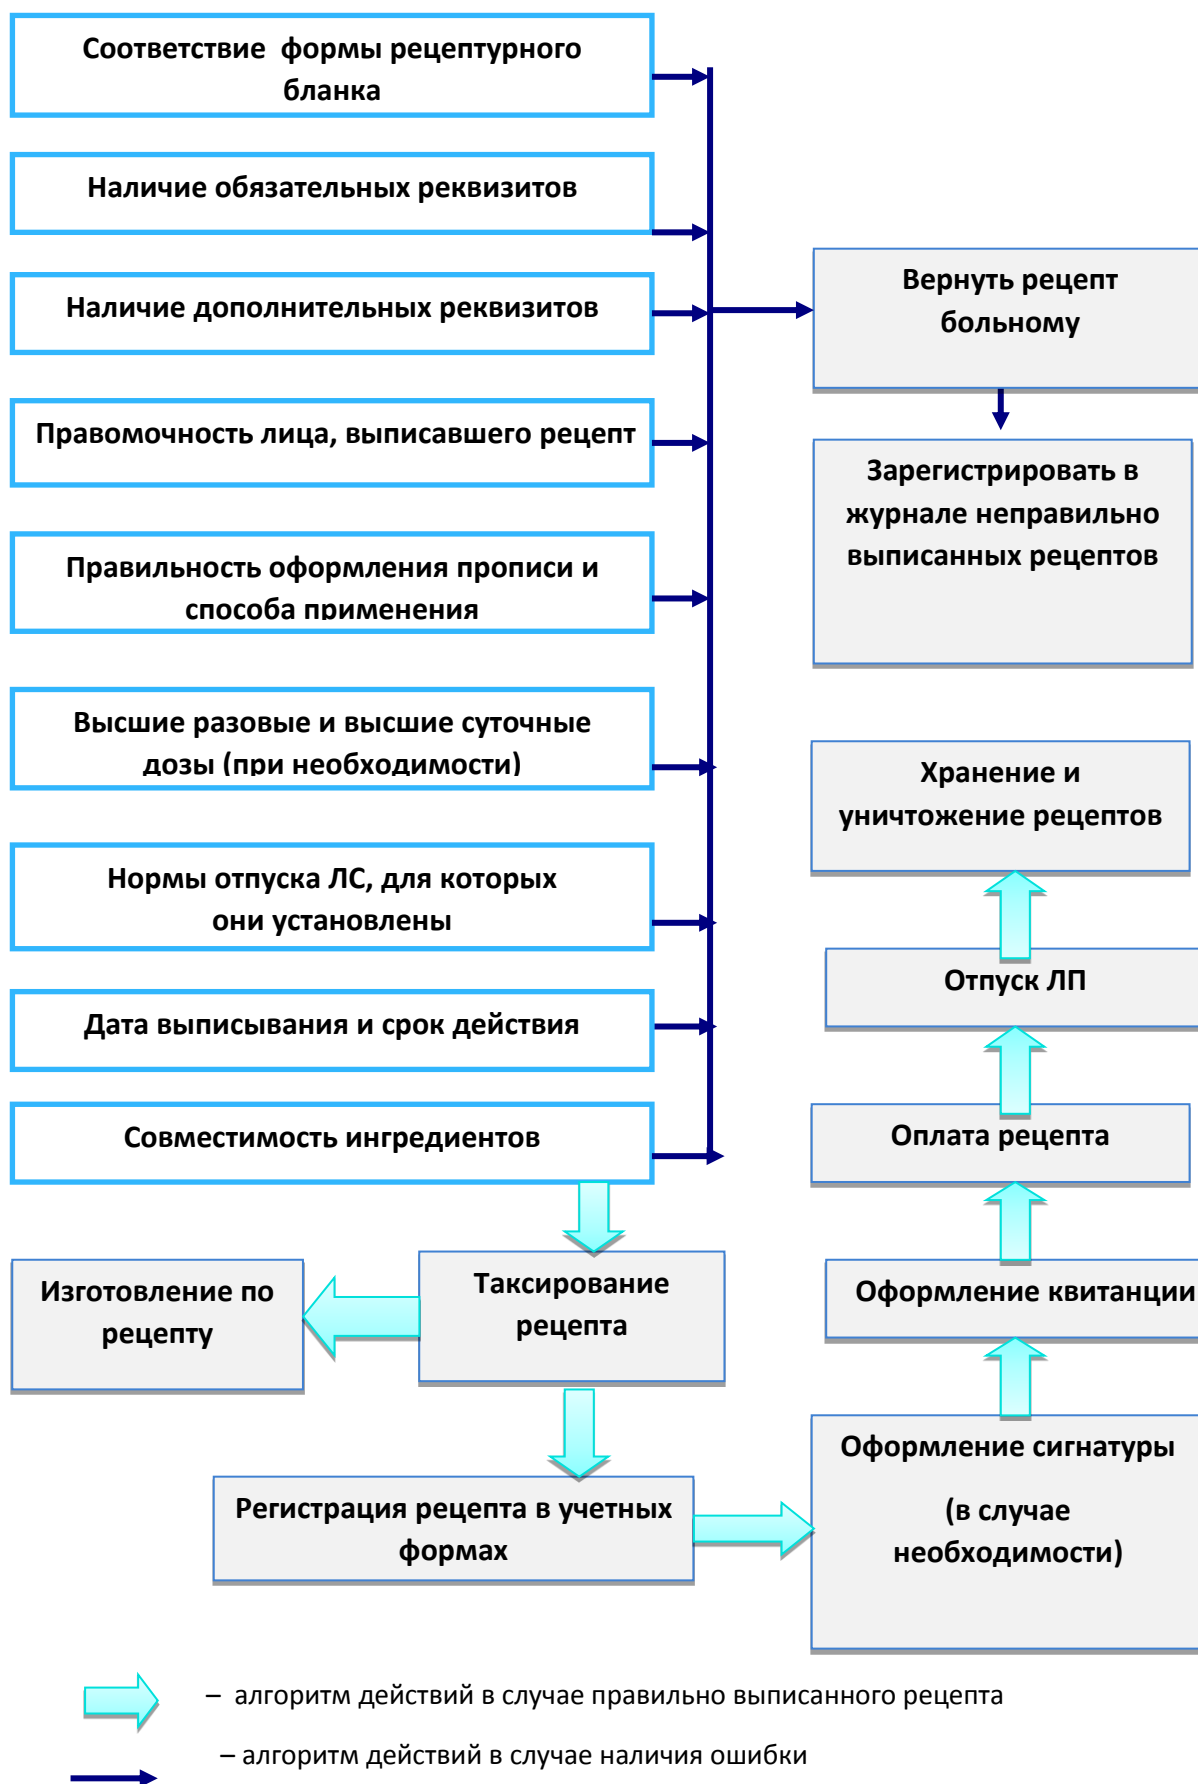 Соответствие формы рецептурного
бланка
Наличие обязательных реквизитов
Наличие дополнительных реквизитов
Правомочность лица, выписавшего рецепт
Правильность оформления прописи и
способа применения
Высшие разовые и высшие суточные
дозы (при необходимости)
Нормы отпуска ЛС, для которых
они установлены
Дата выписывания и срок действия
Совместимость ингредиентов
Вернуть рецепт
больному
Зарегистрировать в
журнале неправильно
выписанных рецептов
Хранение и
уничтожение рецептов
Отпуск ЛП
Оплата рецепта
Оформление квитанции
Изготовление по
рецепту
Таксирование
рецепта
Регистрация рецепта в учетных
формах
Оформление сигнатуры
(в случае
необходимости)
– алгоритм действий в случае правильно выписанного рецепта
– алгоритм действий в случае наличия ошибки